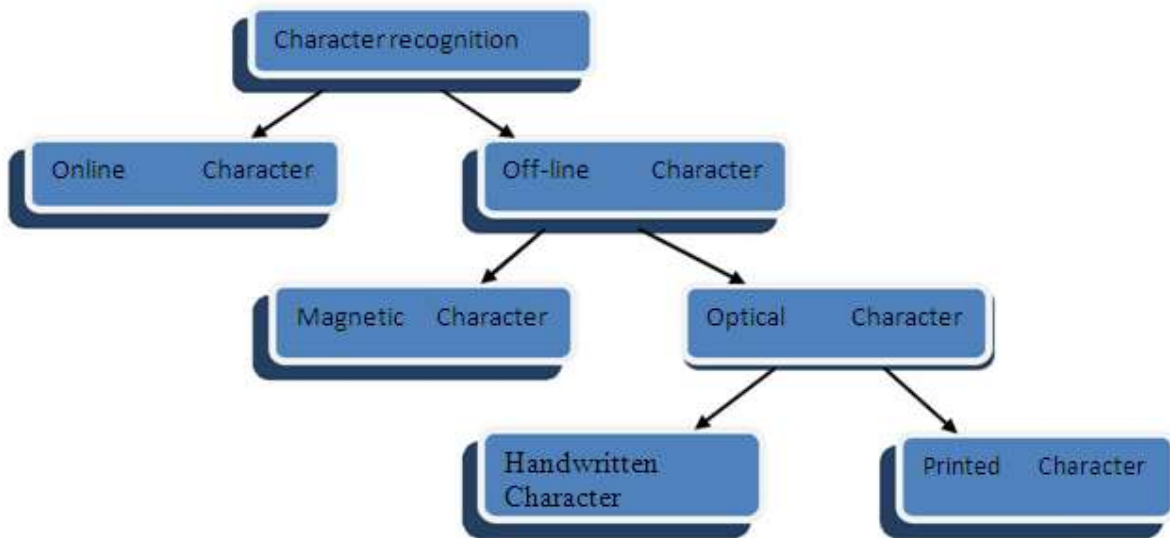 Character recognition
Online Character
Off-line Character
Magnetic Character
Optical Character
Handwritten
Character
Printed Character